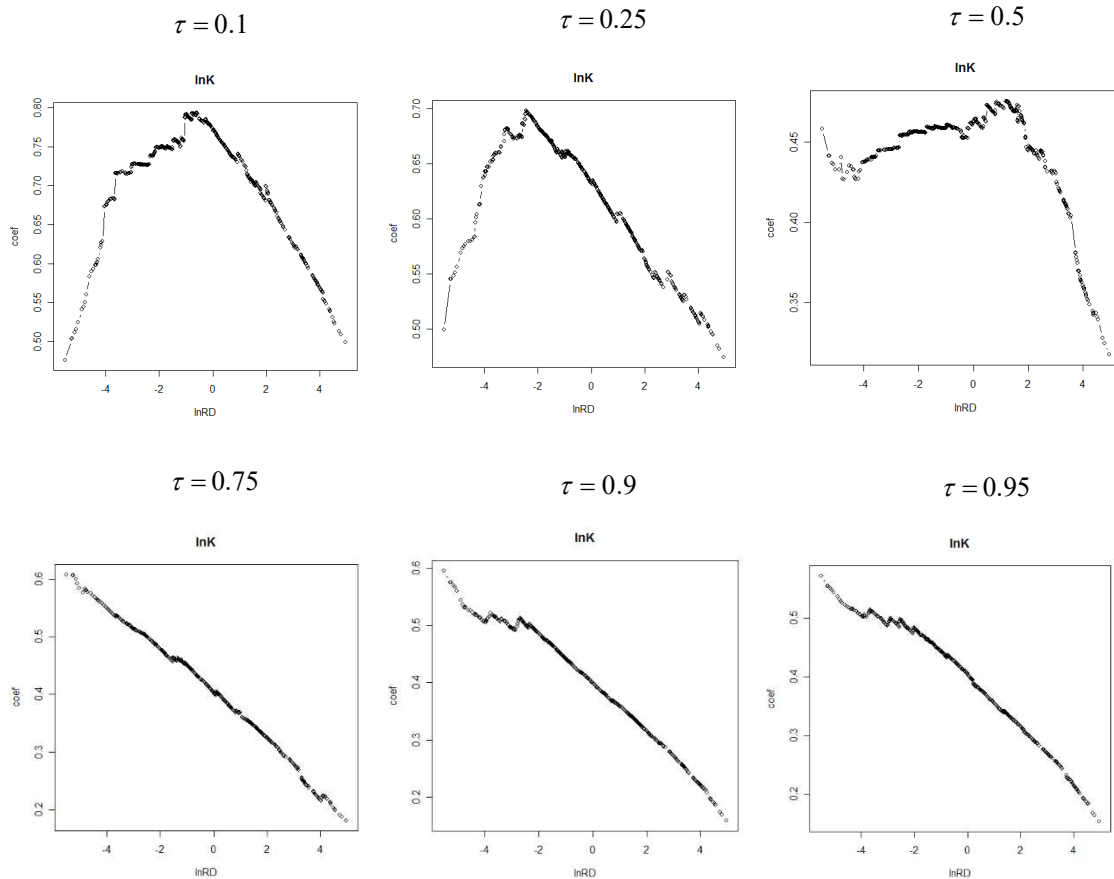 τ = 0.1
τ = 0.25
τ = 0.5
lnK
lnK
lnK
coef
0.80
0.75
0.70
0.65
0.60
0.55
0.50
-4 -2 0 2 4
lnRD
coef
0.70
0.65
0.60
0.55
0.50
-4 -2 0 2 4
lnRD
coef
0.45
0.40
0.35
-4 -2 0 2 4
lnRD
τ = 0.75
τ = 0.9
τ = 0.95
lnK
lnK
lnK
coef
0.6
0.5
0.4
0.3
0.2
-4 -2 0 2 4
lnRD
coef
0.6
0.5
0.4
0.3
0.2
-4 -2 0 2 4
lnRD
coef
0.5
0.4
0.3
0.2
-4 -2 0 2 4
lnRD